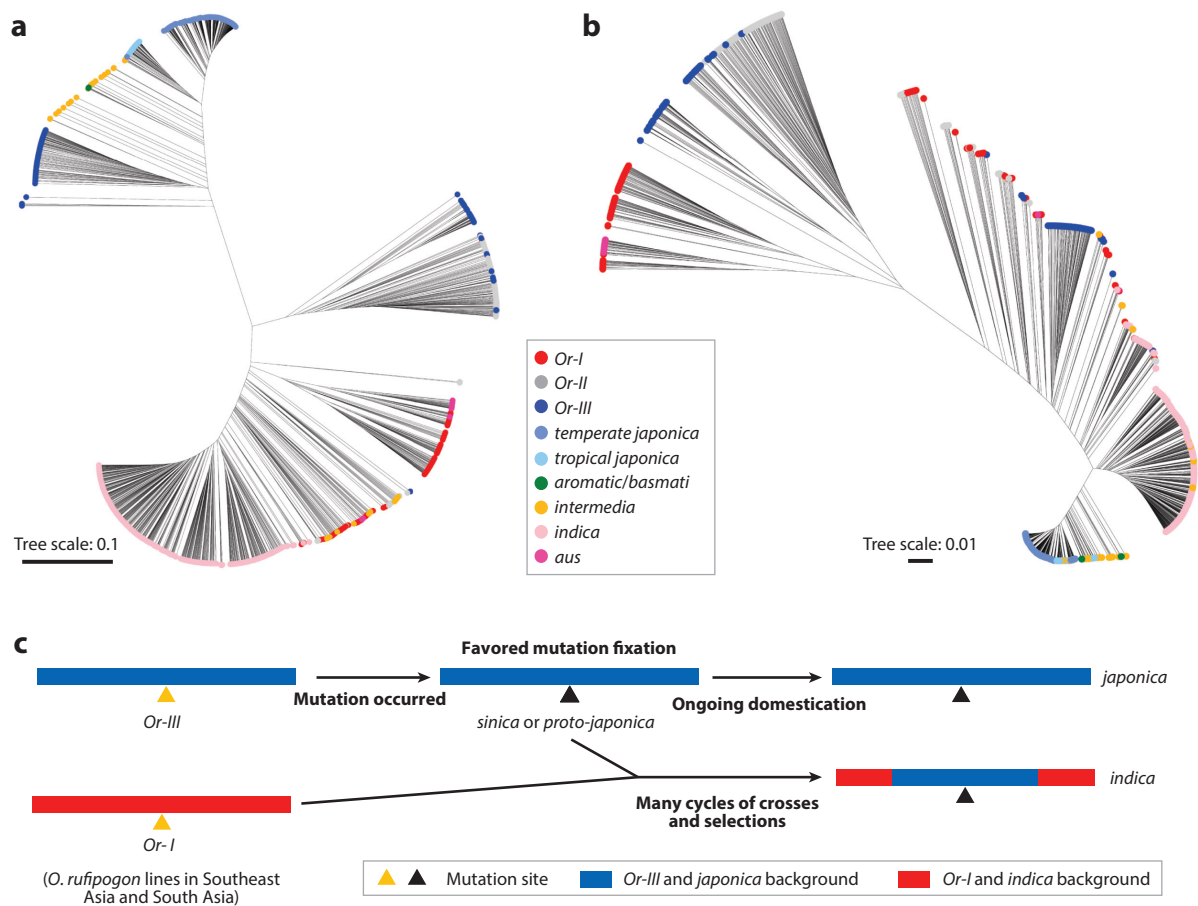 a
b
Or-I
Or-II
Or-III
temperate japonica
tropical japonica
aromatic/basmati
intermedia
indica
aus
Tree scale: 0.1
Tree scale: 0.01
c
Favored mutation fixation
Mutation occurred
Ongoing domestication
japonica
Or-III
sinica or proto-japonica
indica
Many cycles of crosses
and selections
Or- I
(O. rufipogon lines in Southeast
Asia and South Asia)
Mutation site
Or-III and japonica background
Or-I and indica background